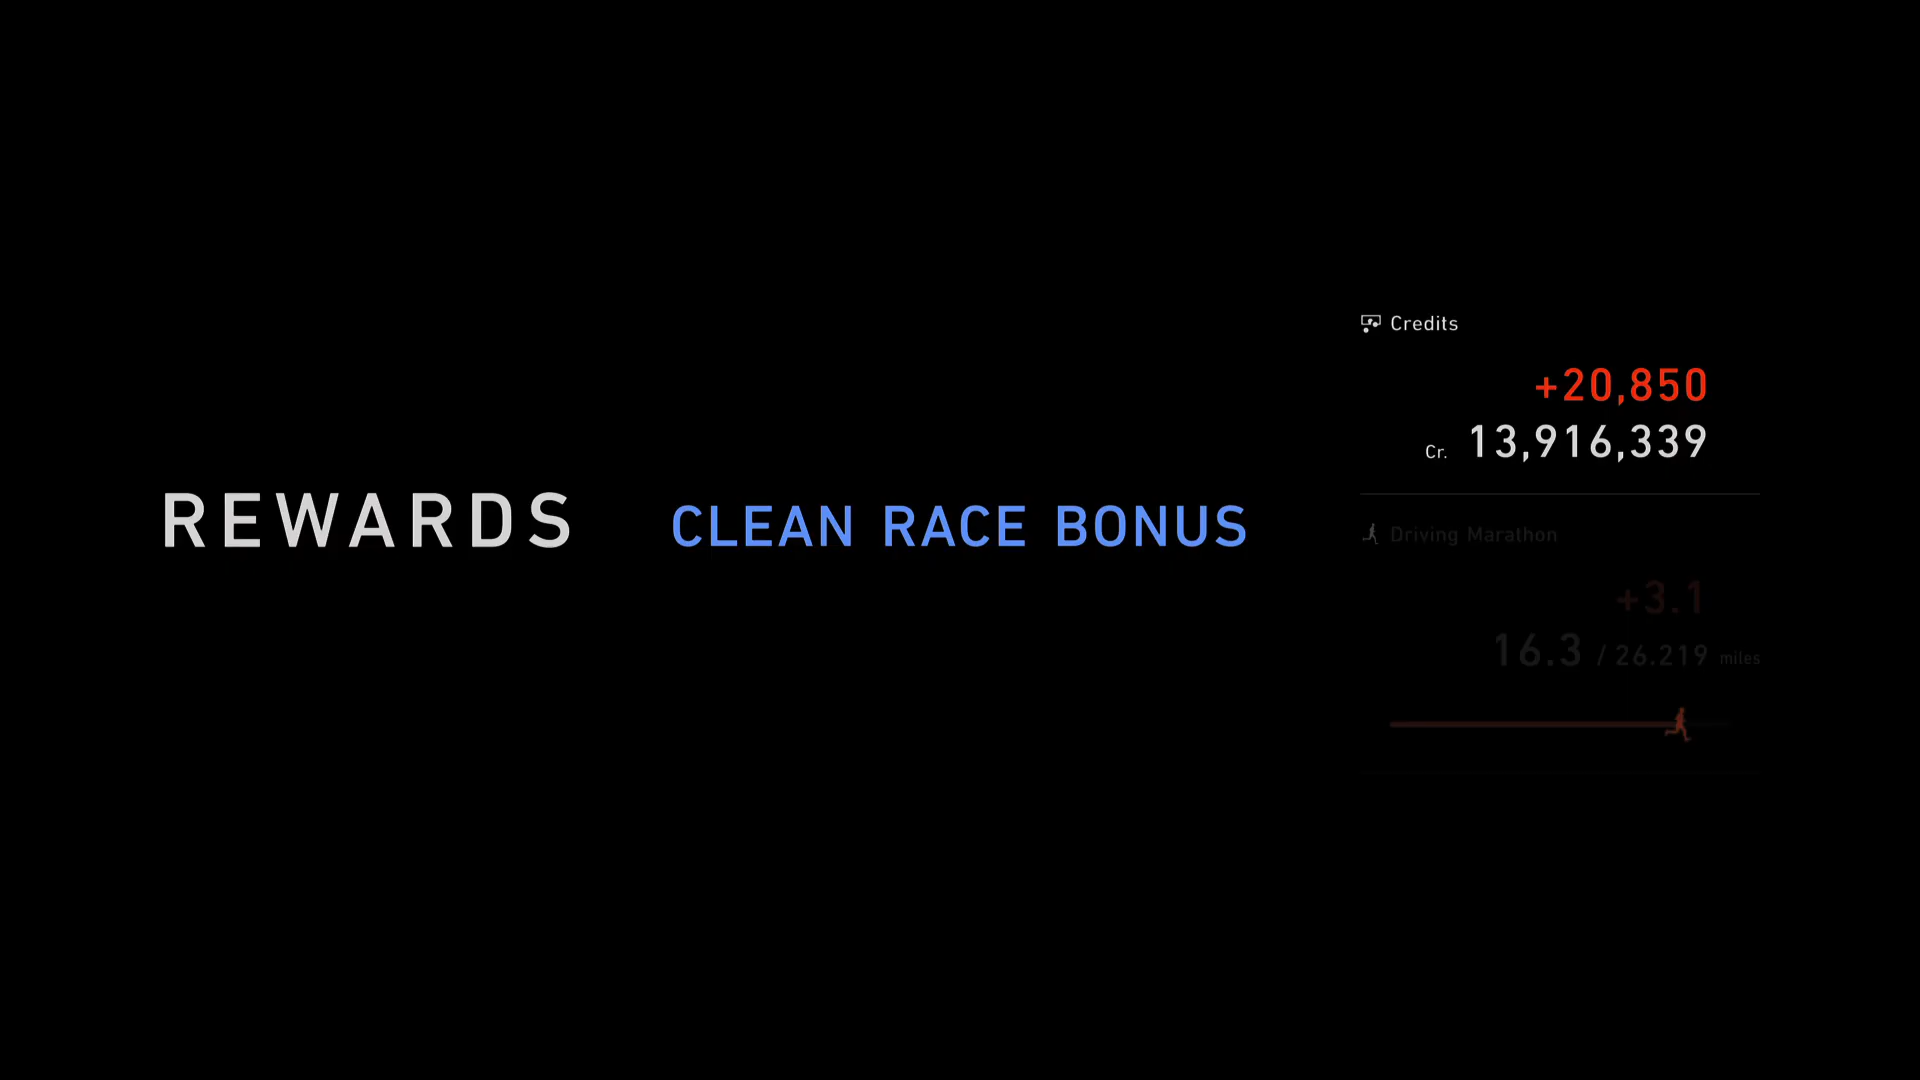 REWARDS
CLEAN RACE BONUS
Credits
+20,850
Cr. 13,916,339
Driving Marathon
+3.1
16.3 / 26.219 miles